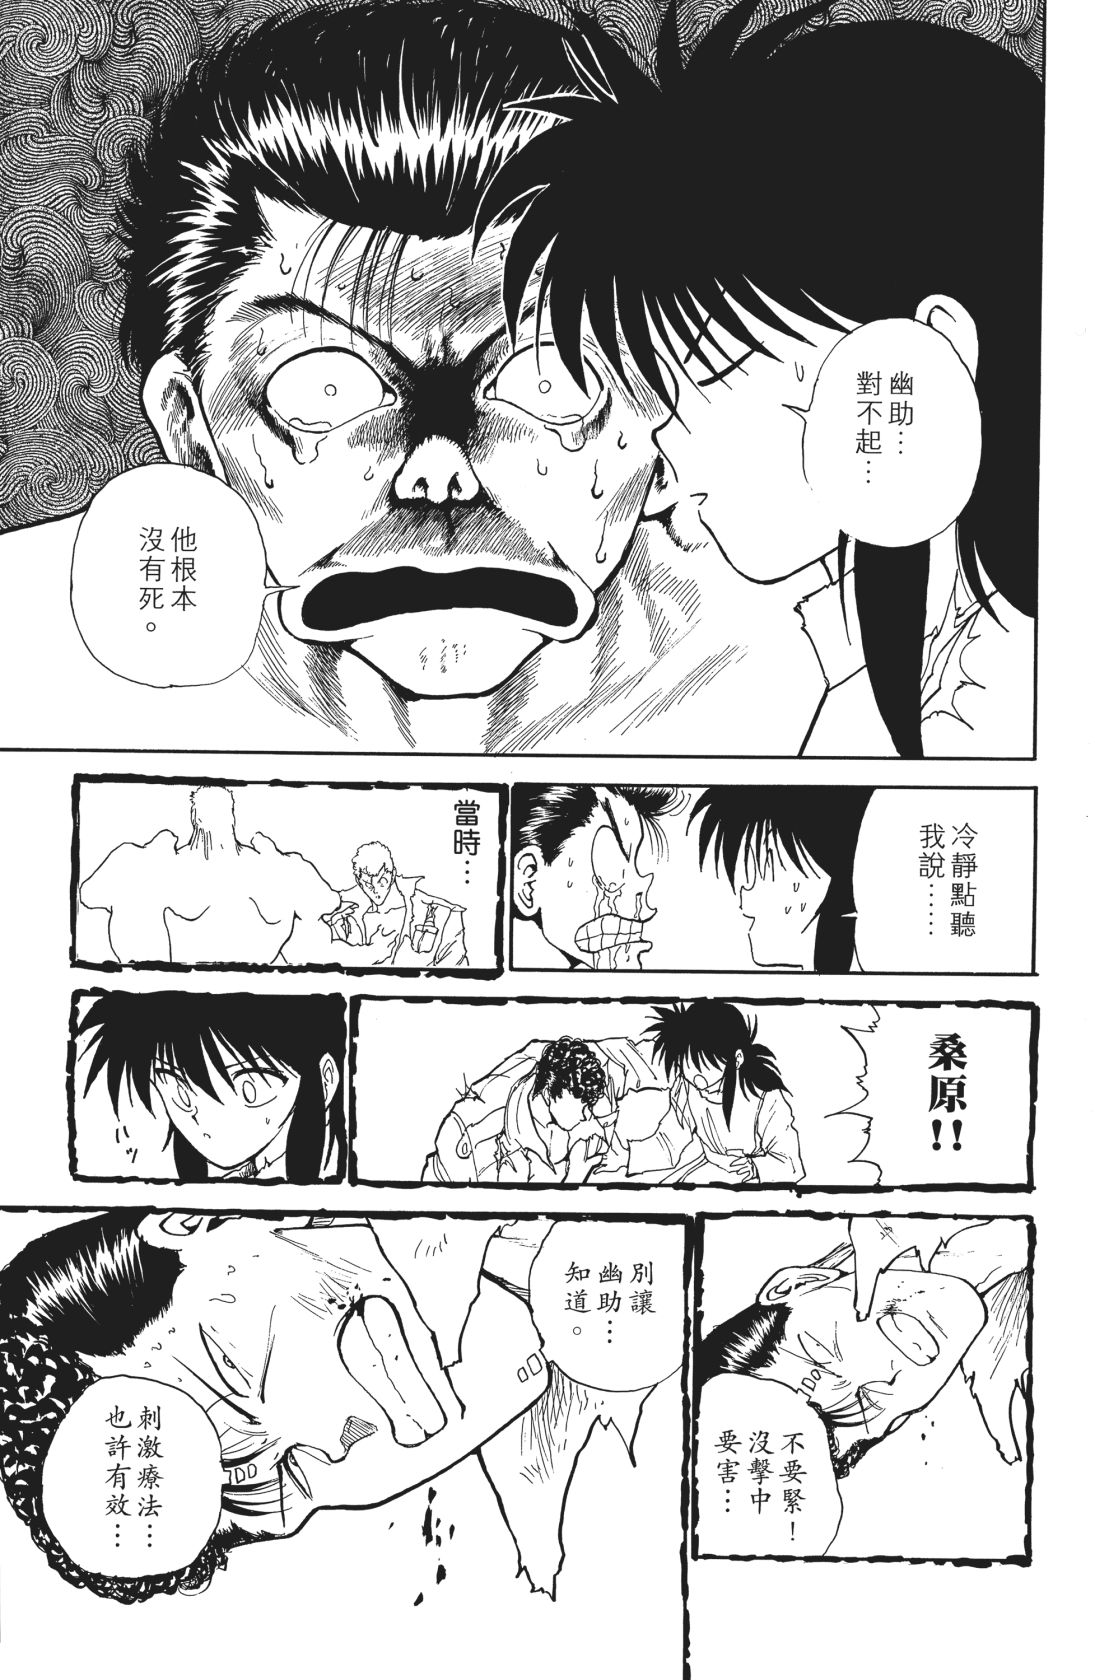 幽助…
對不起…
他根本
沒有死。
冷靜點聽
我說……
當時…
桑原!!
バッ
不要緊！
沒擊中
要害…
別讓
幽助…
知道。
刺激療法…
也許有效…